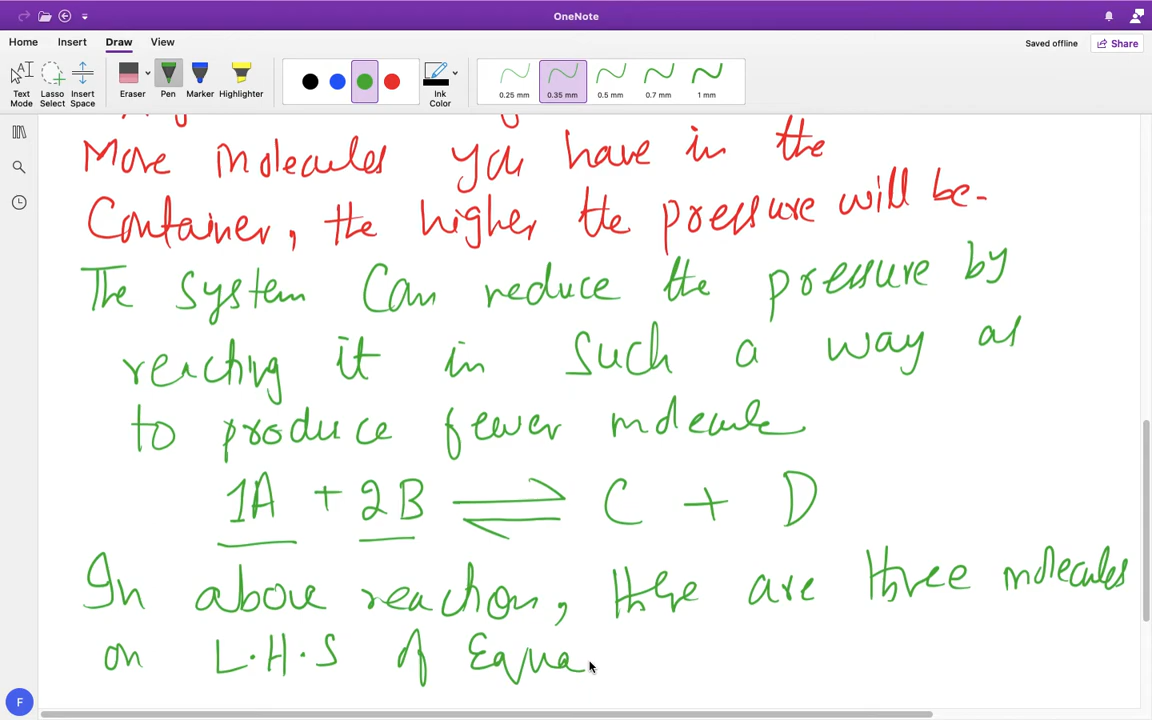 OneNote
Home Insert Draw View
Saved offline
Share
Text Mode
Lasso Select
Insert Space
Eraser
Pen
Marker
Highlighter
Ink Color
0.25 mm
0.35 mm
0.5 mm
0.7 mm
1 mm
More molecules you have in the
Container, the higher the pressure will be.
The system Can reduce the pressure by
reacting it in Such a way as
to produce fewer molecule
1A + 2B ⇌ C + D
In above reaction, there are three molecules
on L.H.S of Equa
F